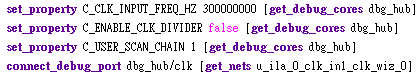 set_property C_CLK_INPUT_FREQ_HZ 300000000 [get_debug_cores dbg_hub]
set_property C_ENABLE_CLK_DIVIDER false [get_debug_cores dbg_hub]
set_property C_USER_SCAN_CHAIN 1 [get_debug_cores dbg_hub]
connect_debug_port dbg_hub/clk [get_nets u_ila_0_clk_in1_clk_wiz_0]